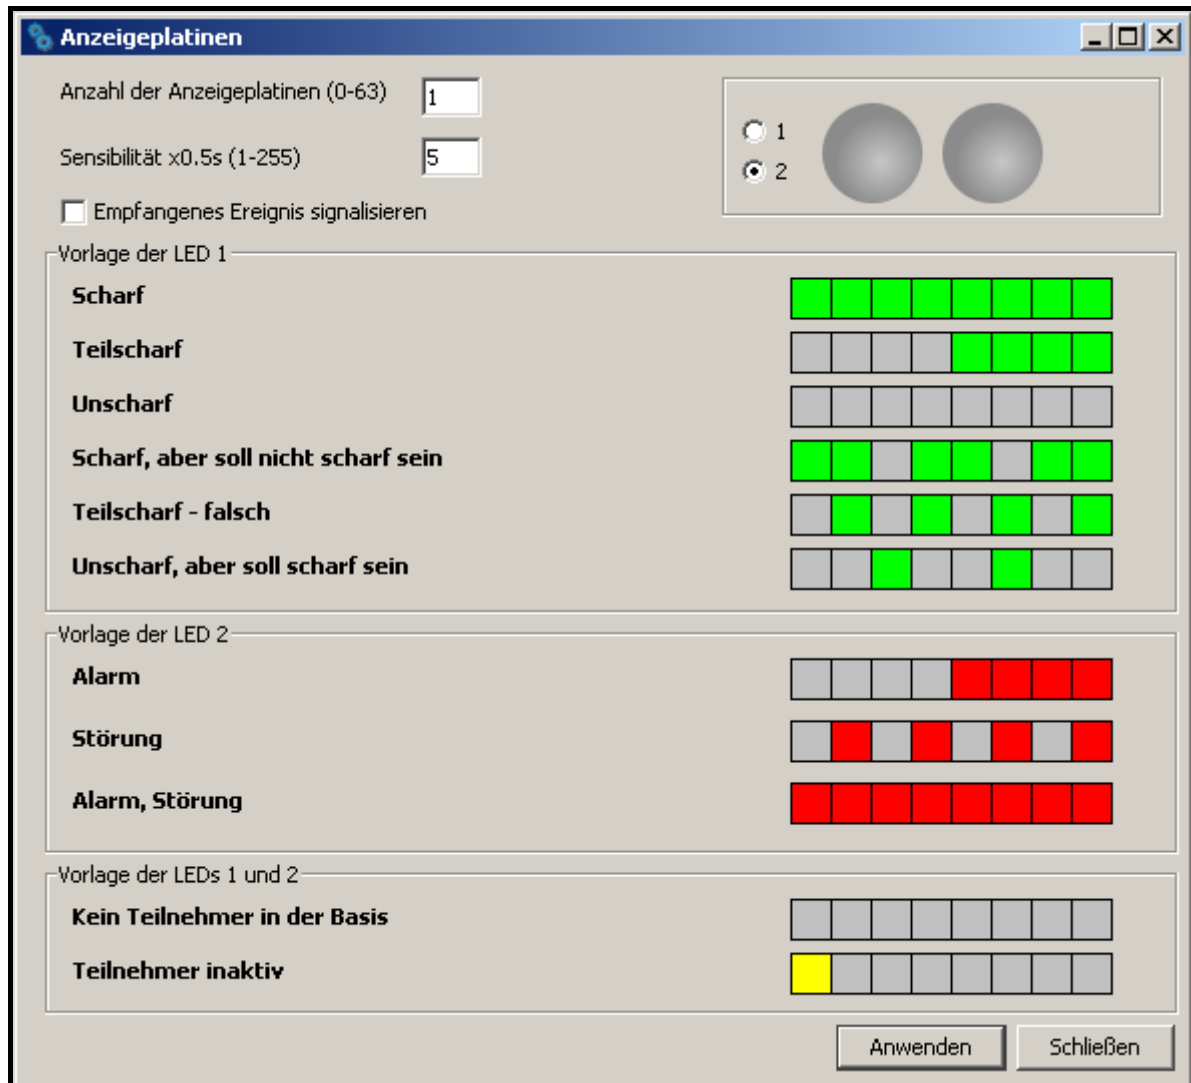 Anzeigeplatinen
Anzahl der Anzeigeplatinen (0-63) 1
Sensibilität x0.5s (1-255) 5
Empfangenes Ereignis signalisieren
1
2
Vorlage der LED 1
Scharf
Teilscharf
Unscharf
Scharf, aber soll nicht scharf sein
Teilscharf - falsch
Unscharf, aber soll scharf sein
Vorlage der LED 2
Alarm
Störung
Alarm, Störung
Vorlage der LEDs 1 und 2
Kein Teilnehmer in der Basis
Teilnehmer inaktiv
Anwenden Schließen